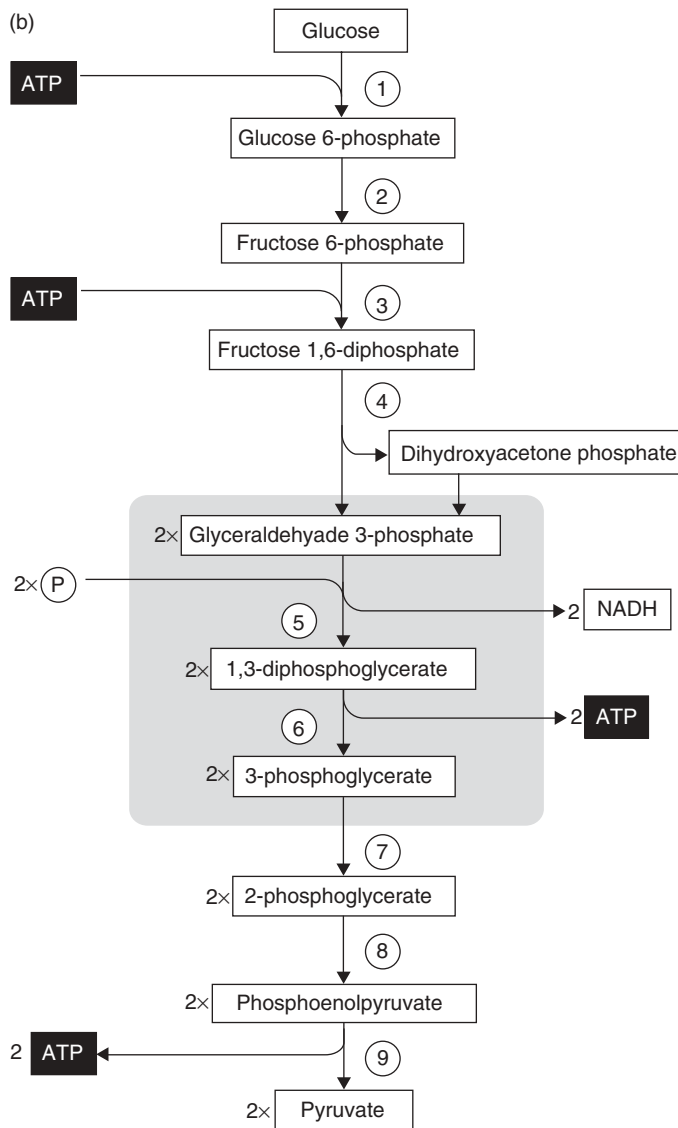 (b)
Glucose
ATP
1
Glucose 6-phosphate
2
Fructose 6-phosphate
ATP
3
Fructose 1,6-diphosphate
4
Dihydroxyacetone phosphate
2× Glyceraldehyade 3-phosphate
2× P
2 NADH
5
2× 1,3-diphosphoglycerate
2 ATP
6
2× 3-phosphoglycerate
7
2× 2-phosphoglycerate
8
2× Phosphoenolpyruvate
2 ATP
9
2× Pyruvate